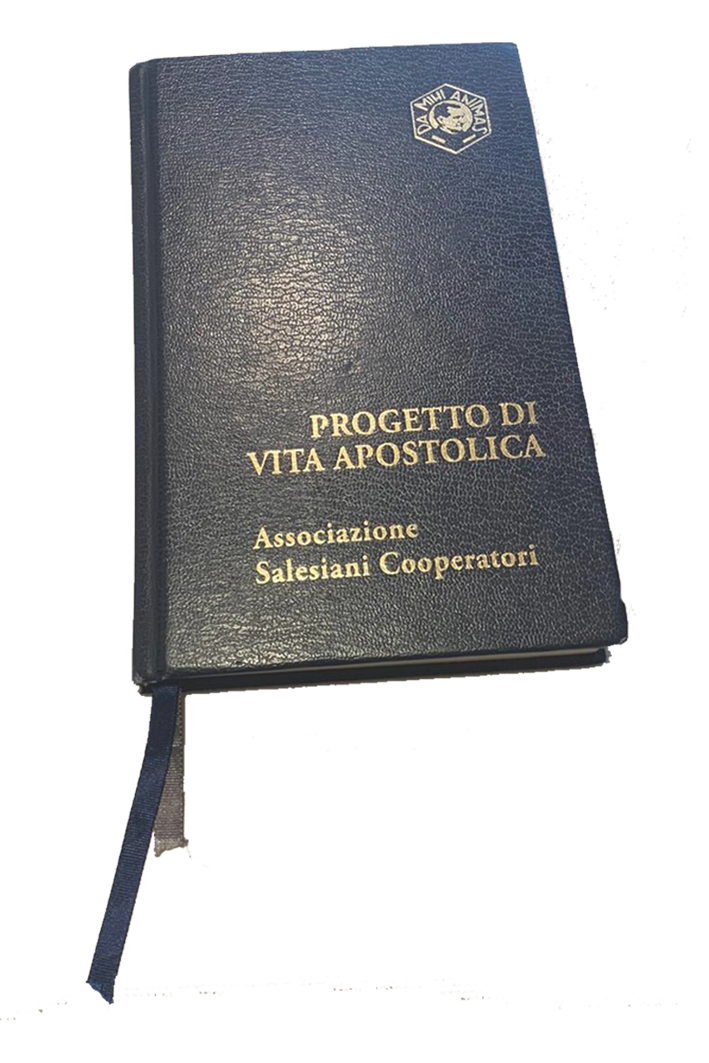 DA MIHI ANIMAS
PROGETTO DI
VITA APOSTOLICA
Associazione
Salesiani Cooperatori